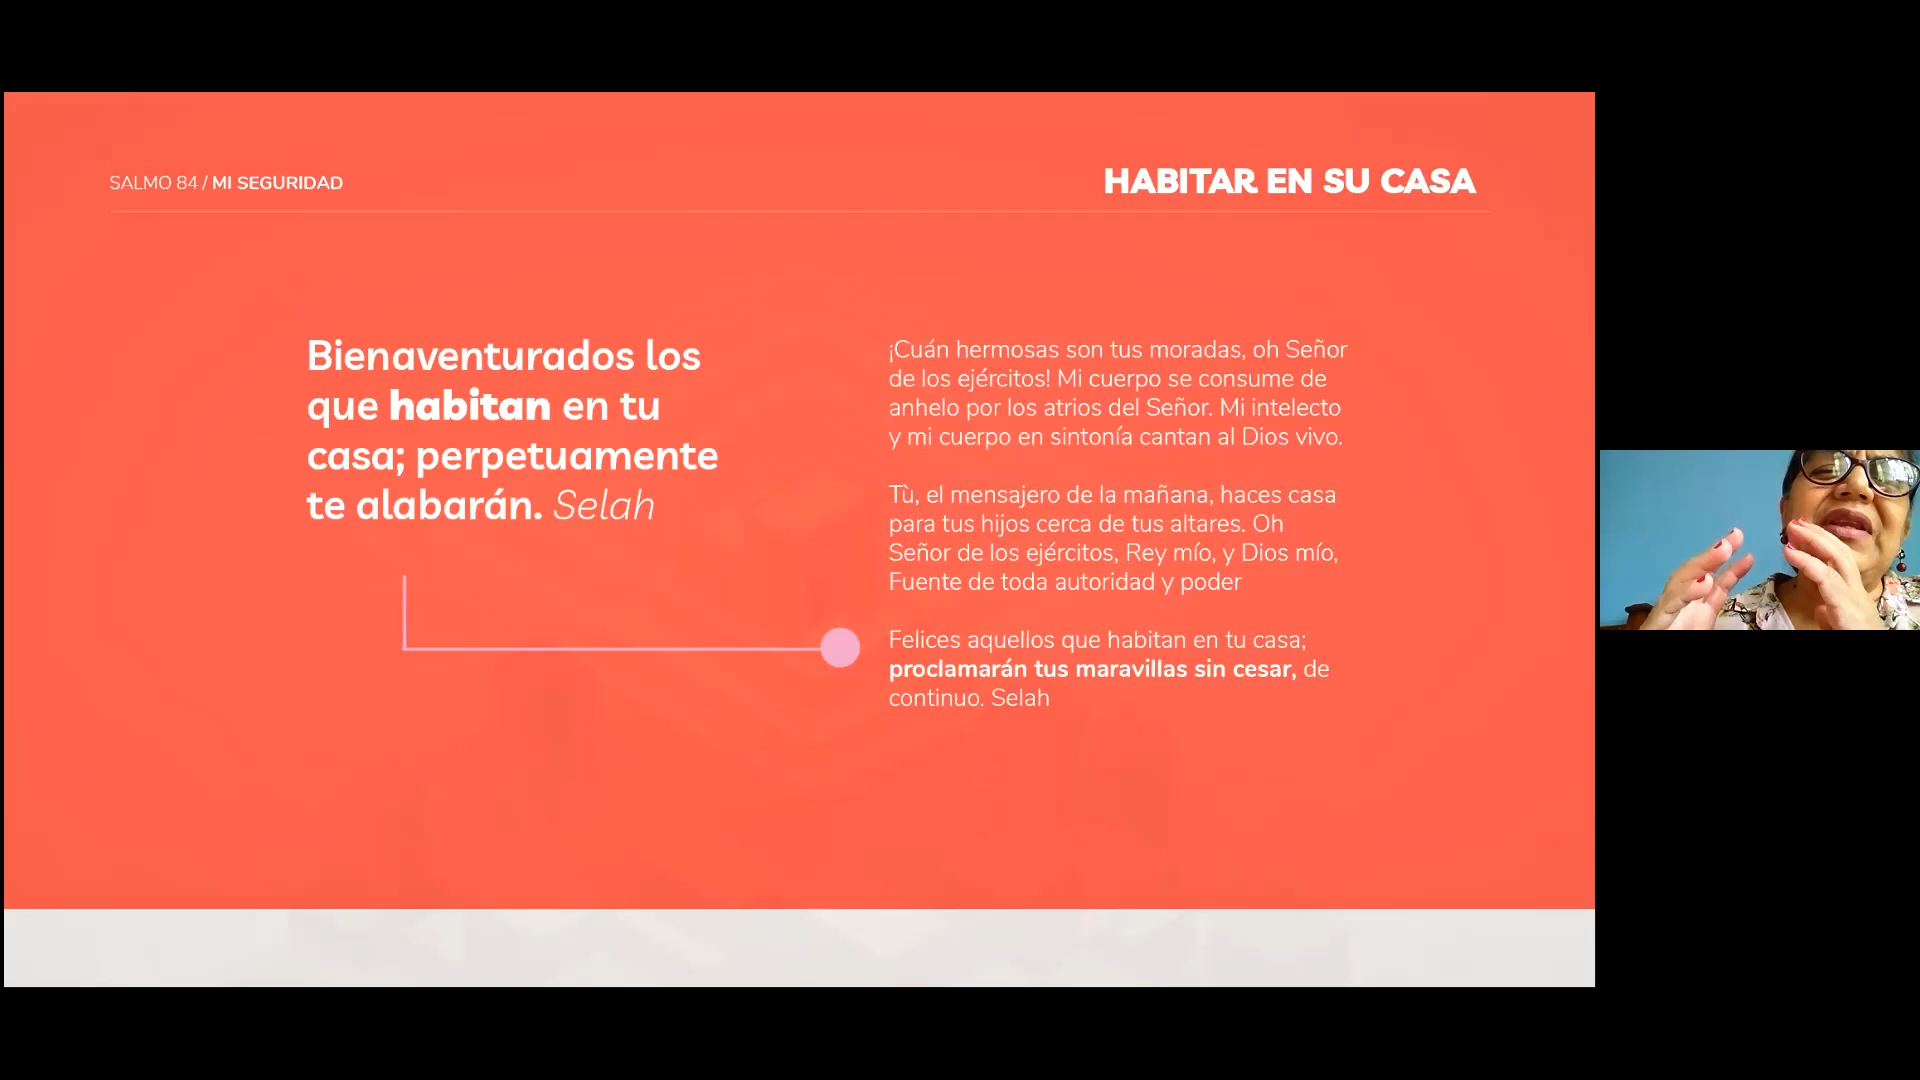 SALMO 84 / MI SEGURIDAD
HABITAR EN SU CASA
Bienaventurados los
que habitan en tu
casa; perpetuamente
te alabarán. Selah
¡Cuán hermosas son tus moradas, oh Señor
de los ejércitos! Mi cuerpo se consume de
anhelo por los atrios del Señor. Mi intelecto
y mi cuerpo en sintonía cantan al Dios vivo.
Tù, el mensajero de la mañana, haces casa
para tus hijos cerca de tus altares. Oh
Señor de los ejércitos, Rey mío, y Dios mío,
Fuente de toda autoridad y poder
Felices aquellos que habitan en tu casa;
proclamarán tus maravillas sin cesar, de
continuo. Selah